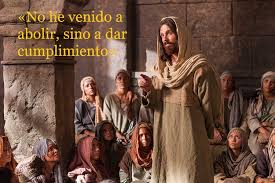 «No he venido a
abolir, sino a dar
cumplimiento».